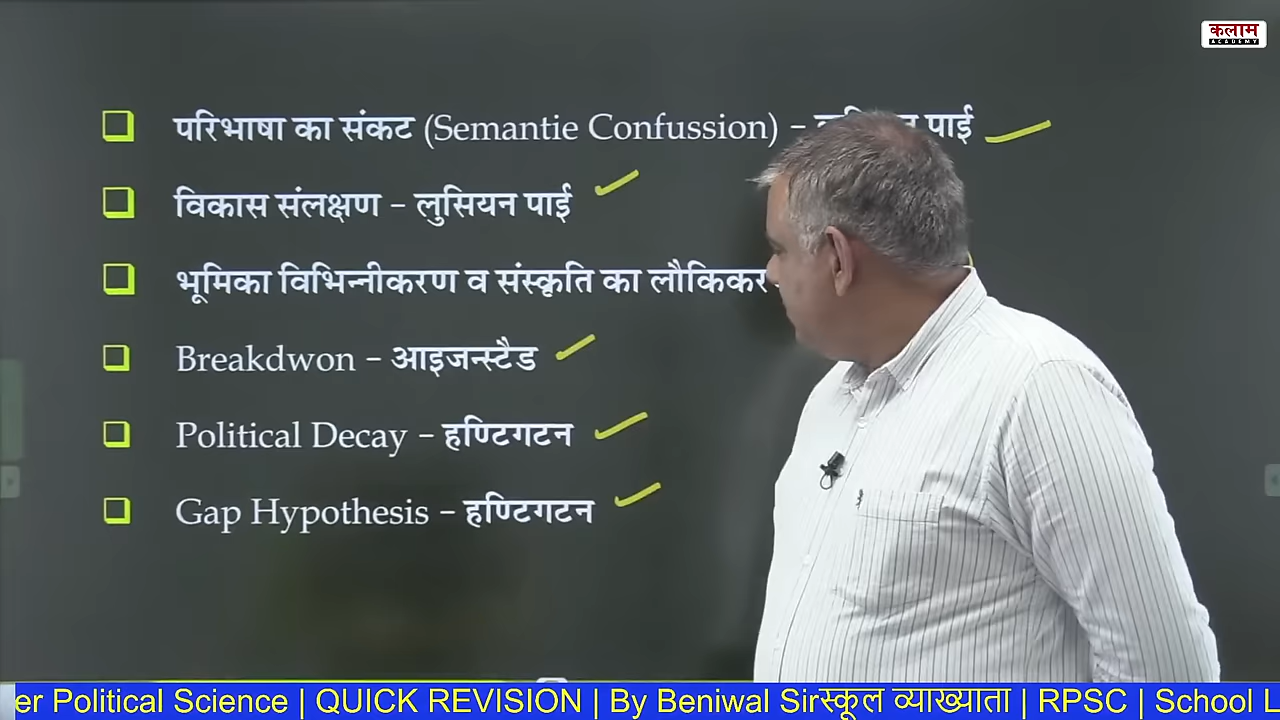 कलाम
ACADEMY
परिभाषा का संकट (Semantie Confussion) – पाई
विकास संलक्षण – लुसियन पाई
भूमिका विभिन्नीकरण व संस्कृति का
Breakdwon – आइजन्स्टैड
Political Decay – हण्टिगटन
Gap Hypothesis – हण्टिगटन
er Political Science | QUICK REVISION | By Beniwal Sirस्कूल व्याख्याता | RPSC | School L